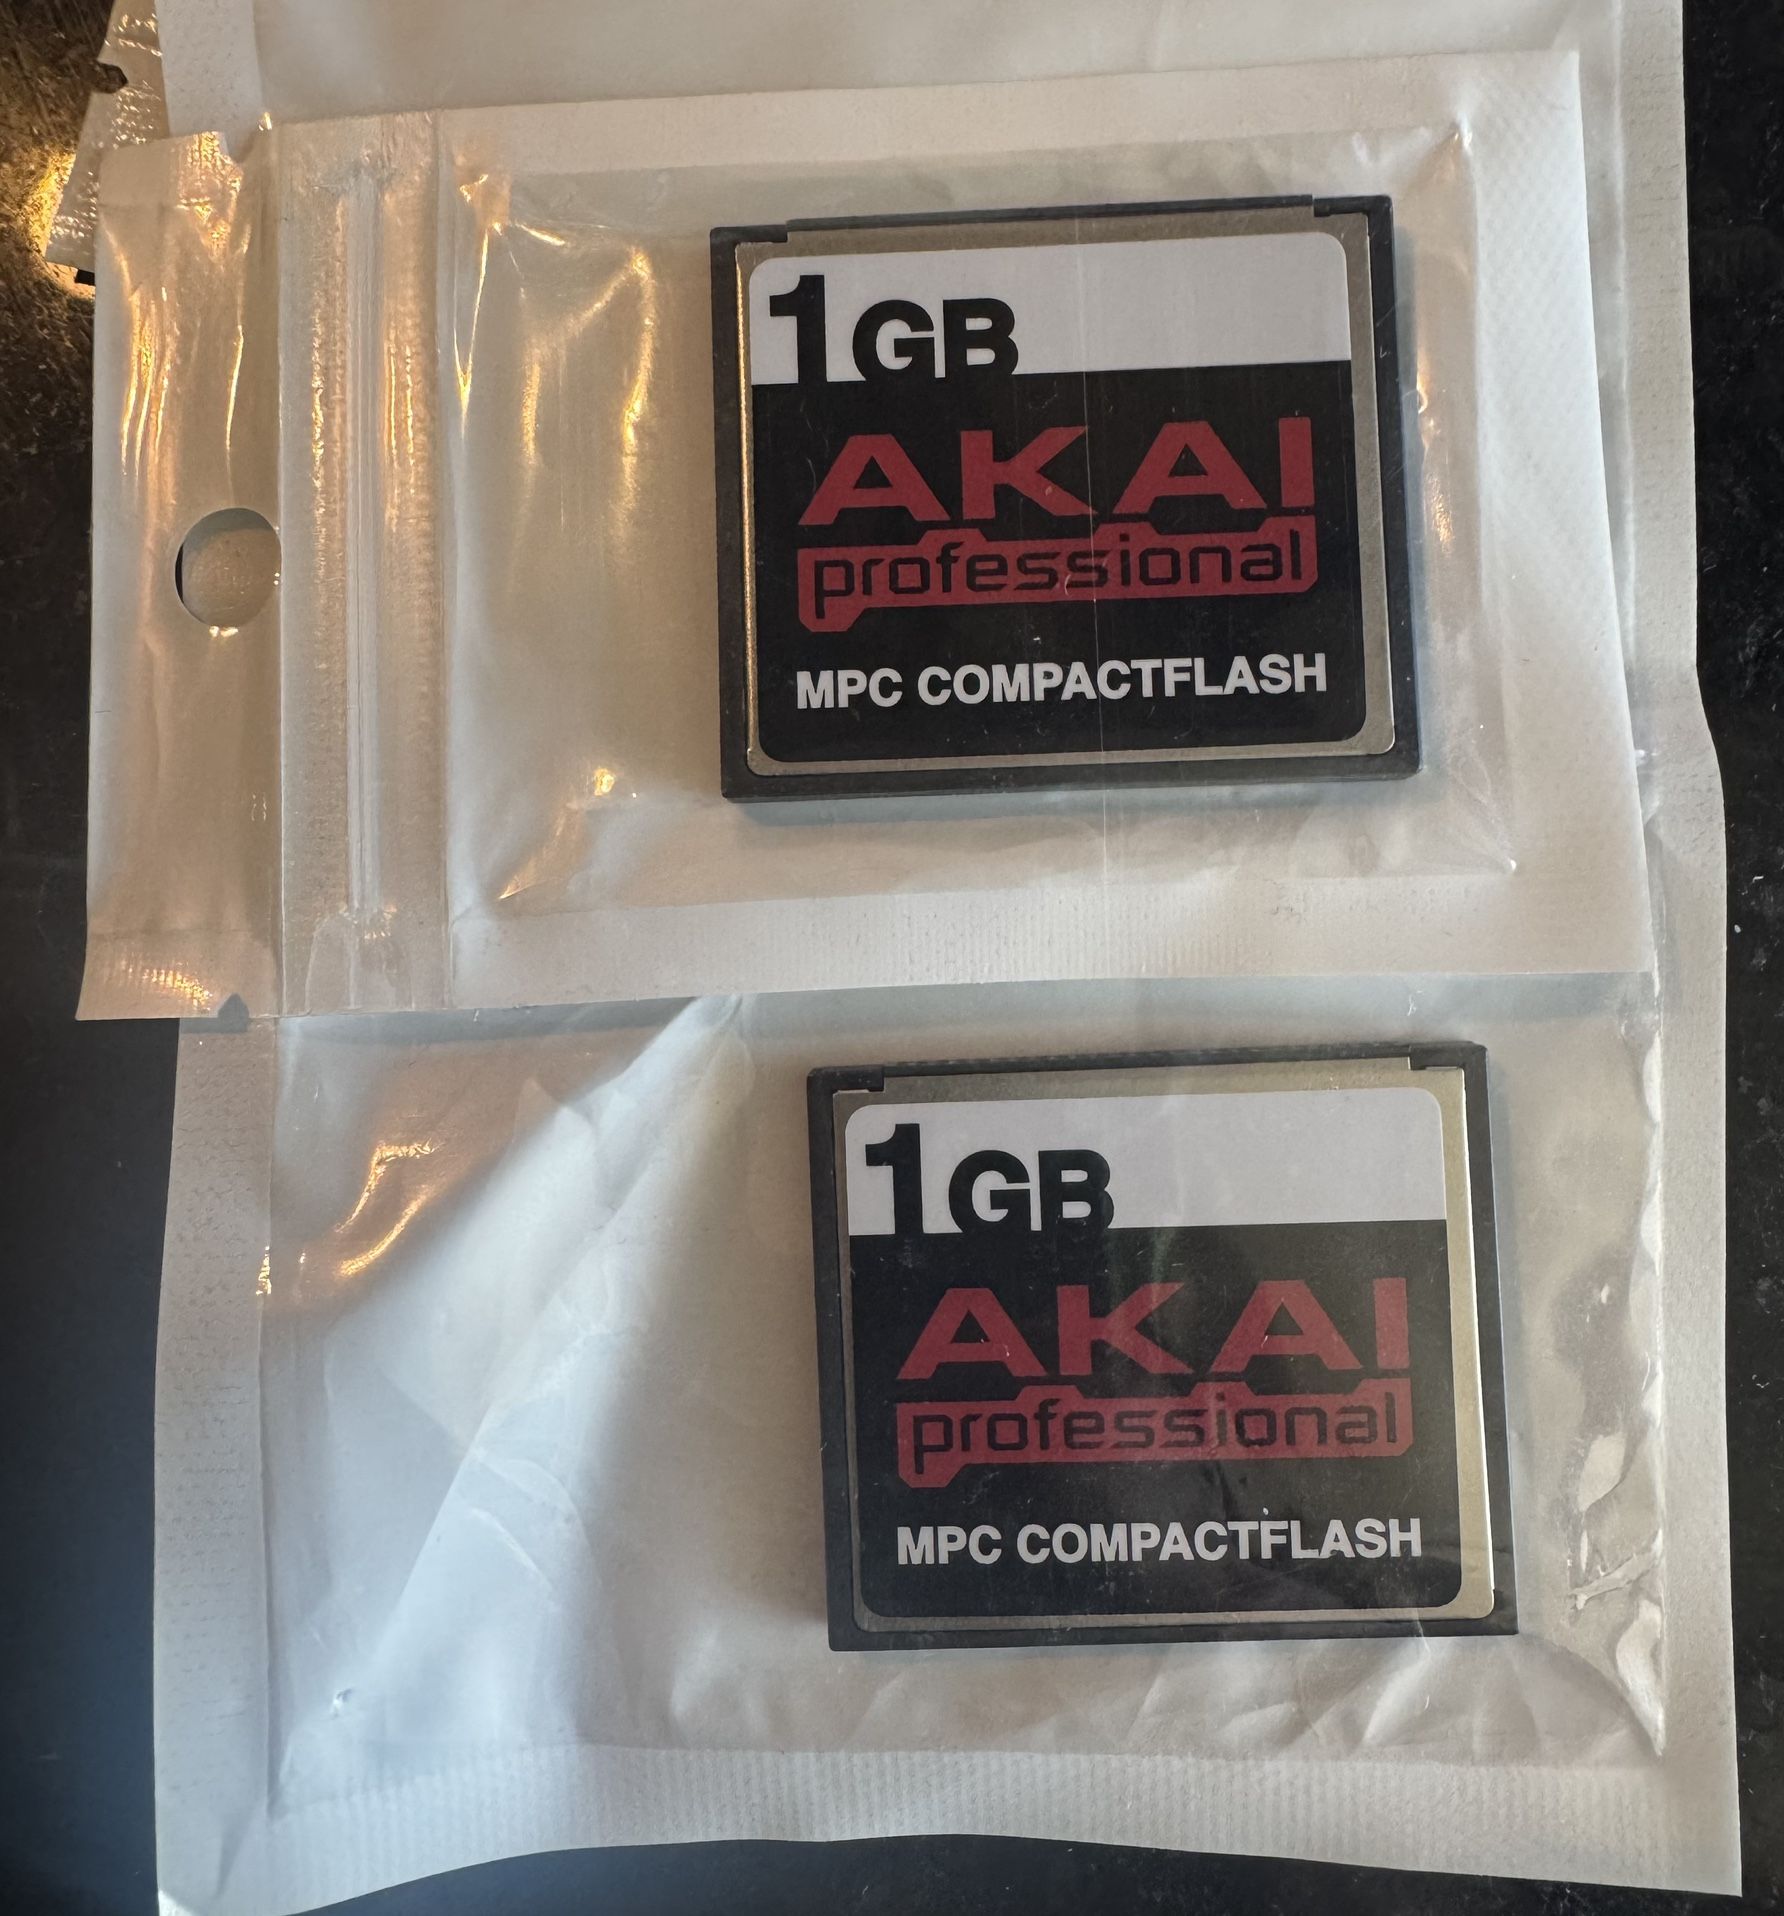 1GB
AKAI
professional
MPC COMPACTFLASH
1GB
AKAI
professional
MPC COMPACTFLASH